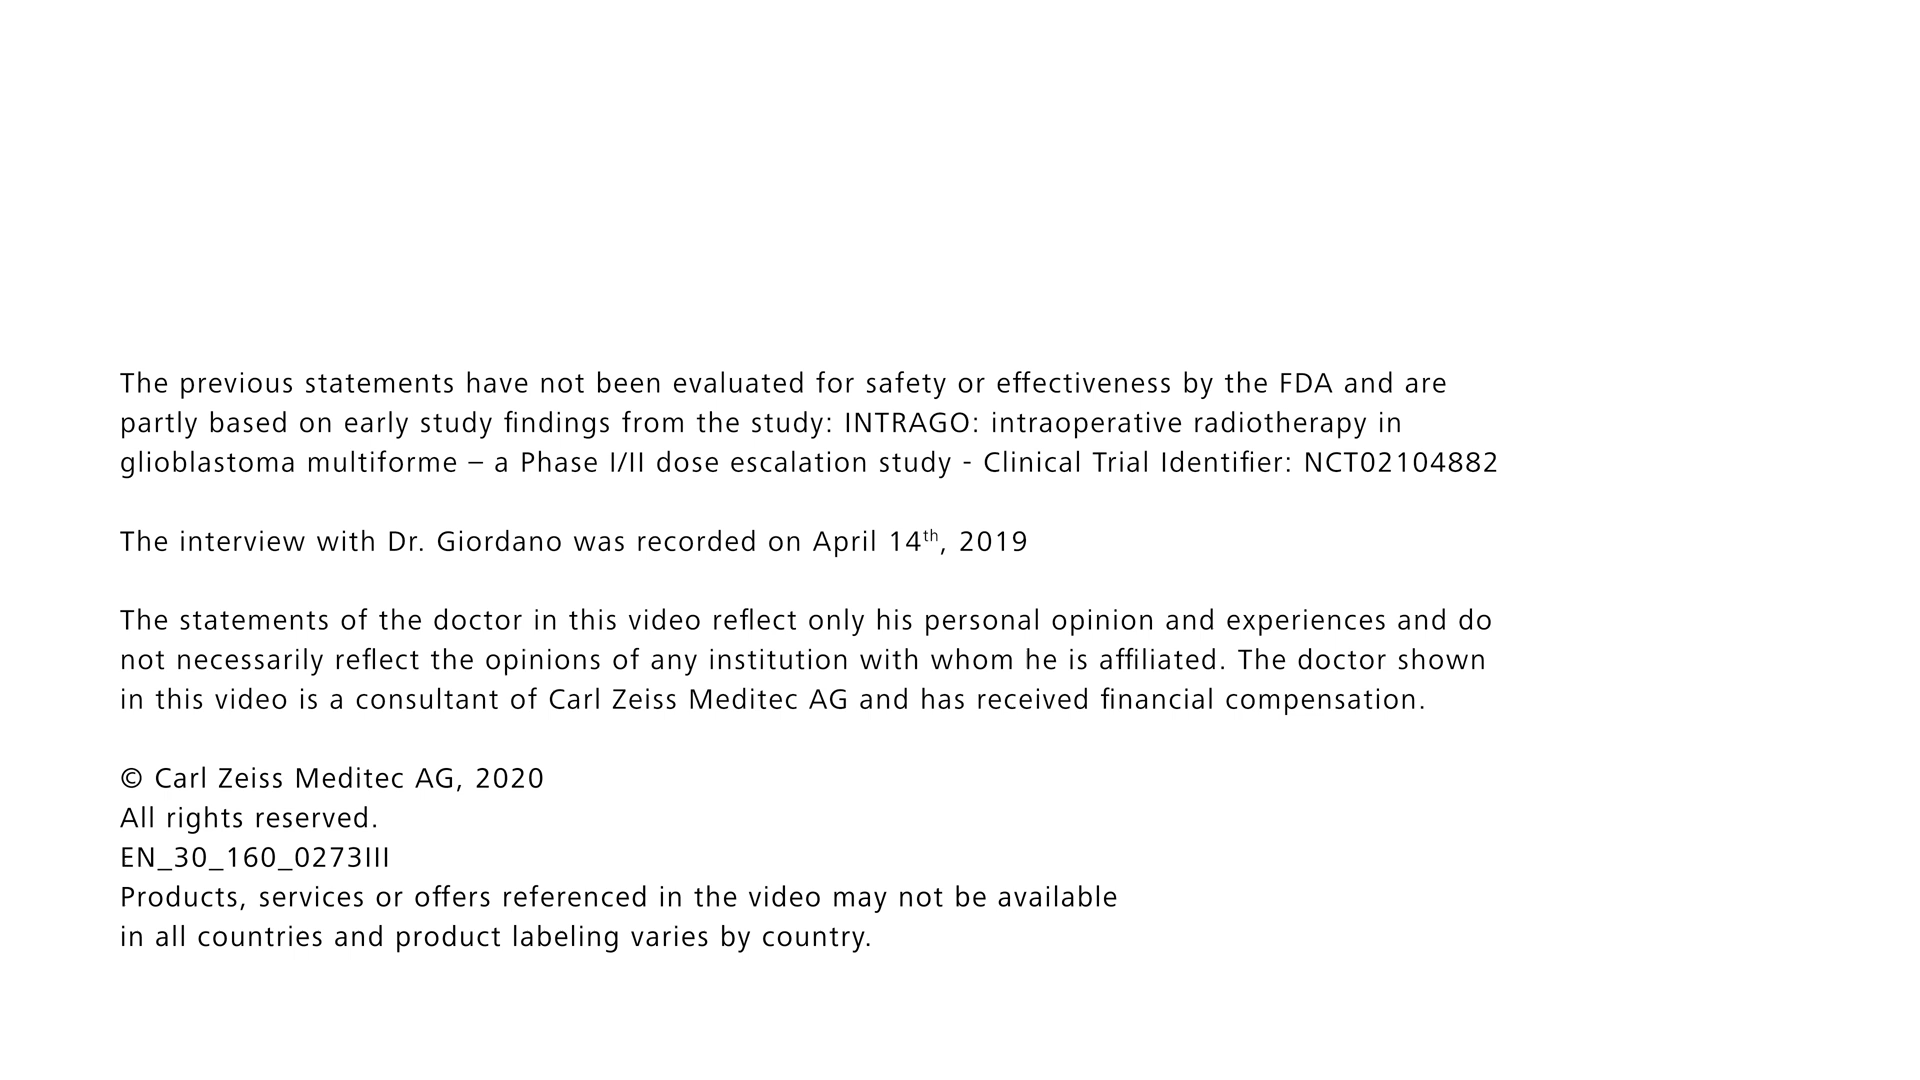 The previous statements have not been evaluated for safety or effectiveness by the FDA and are
partly based on early study findings from the study: INTRAGO: intraoperative radiotherapy in
glioblastoma multiforme – a Phase I/II dose escalation study - Clinical Trial Identifier: NCT02104882
The interview with Dr. Giordano was recorded on April 14th, 2019
The statements of the doctor in this video reflect only his personal opinion and experiences and do
not necessarily reflect the opinions of any institution with whom he is affiliated. The doctor shown
in this video is a consultant of Carl Zeiss Meditec AG and has received financial compensation.
© Carl Zeiss Meditec AG, 2020
All rights reserved.
EN_30_160_0273III
Products, services or offers referenced in the video may not be available
in all countries and product labeling varies by country.